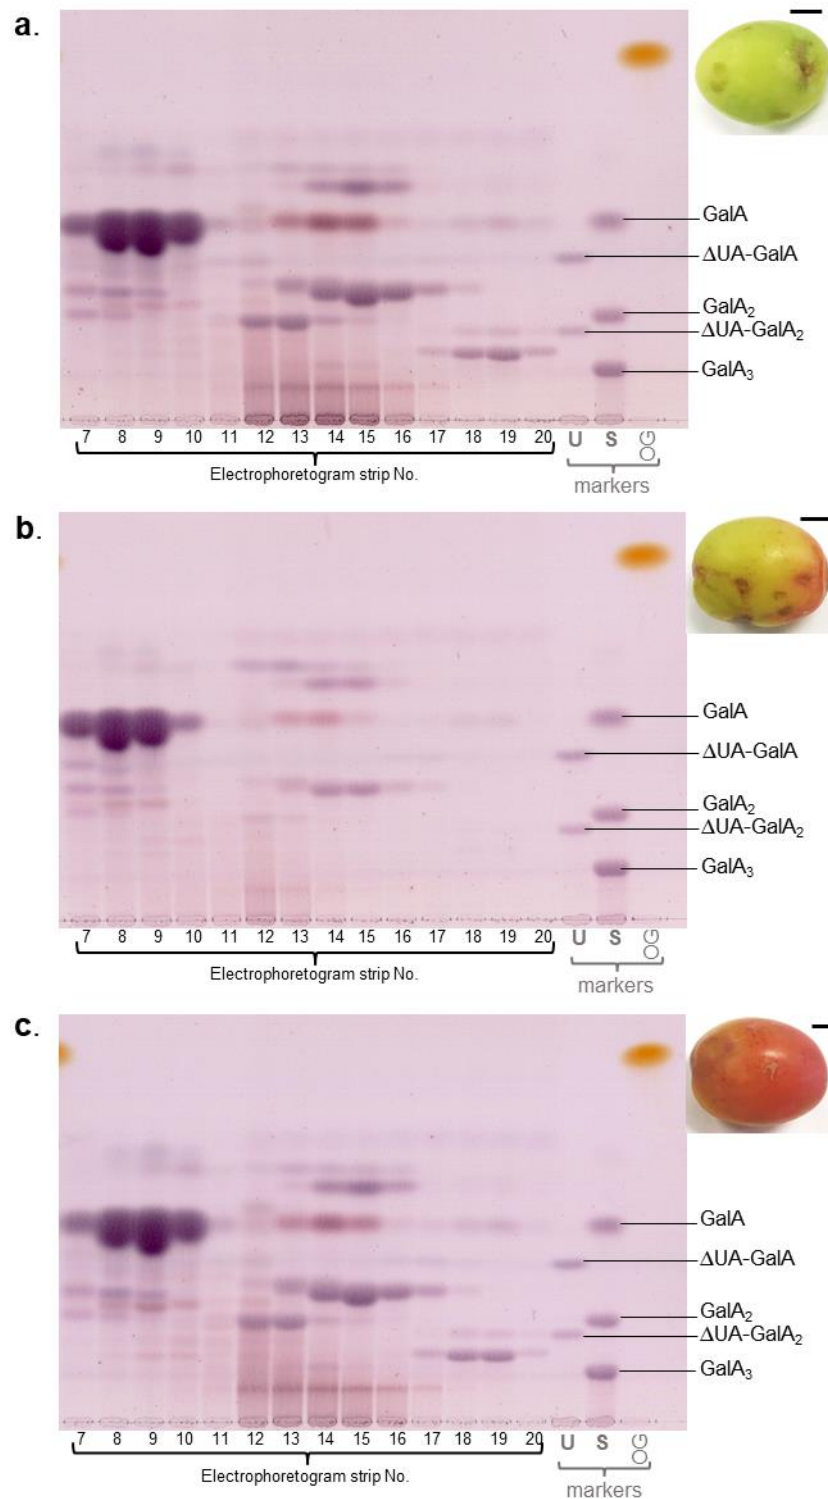 a.
GalA
ΔUA-GalA
GalA₂
ΔUA-GalA₂
GalA₃
7 8 9 10 11 12 13 14 15 16 17 18 19 20 U S OG
Electrophoretogram strip No.
markers
b.
GalA
ΔUA-GalA
GalA₂
ΔUA-GalA₂
GalA₃
7 8 9 10 11 12 13 14 15 16 17 18 19 20 U S OG
Electrophoretogram strip No.
markers
c.
GalA
ΔUA-GalA
GalA₂
ΔUA-GalA₂
GalA₃
7 8 9 10 11 12 13 14 15 16 17 18 19 20 U S OG
Electrophoretogram strip No.
markers